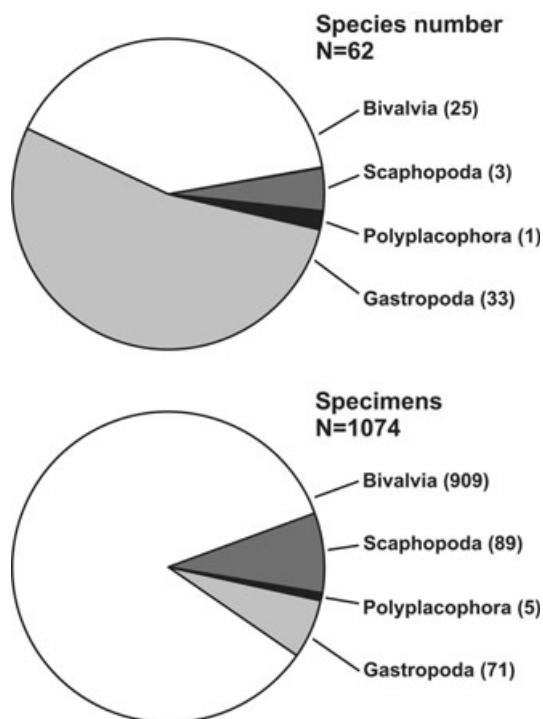 Species number
N=62
Bivalvia (25)
Scaphopoda (3)
Polyplacophora (1)
Gastropoda (33)
Specimens
N=1074
Bivalvia (909)
Scaphopoda (89)
Polyplacophora (5)
Gastropoda (71)